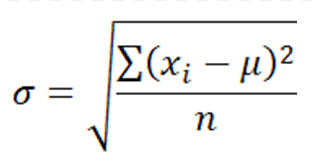 σ = √(∑(xᵢ − μ)² / n)